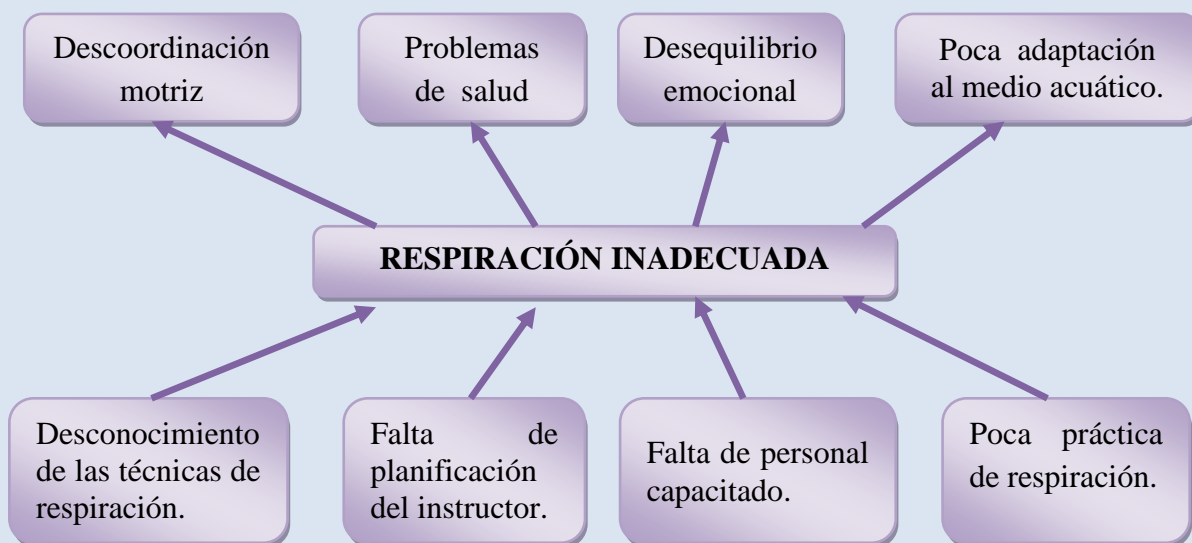 Descoordinación
motriz
Problemas
de salud
Desequilibrio
emocional
Poca adaptación
al medio acuático.
RESPIRACIÓN INADECUADA
Desconocimiento
de las técnicas de
respiración.
Falta de
planificación
del instructor.
Falta de personal
capacitado.
Poca práctica
de respiración.